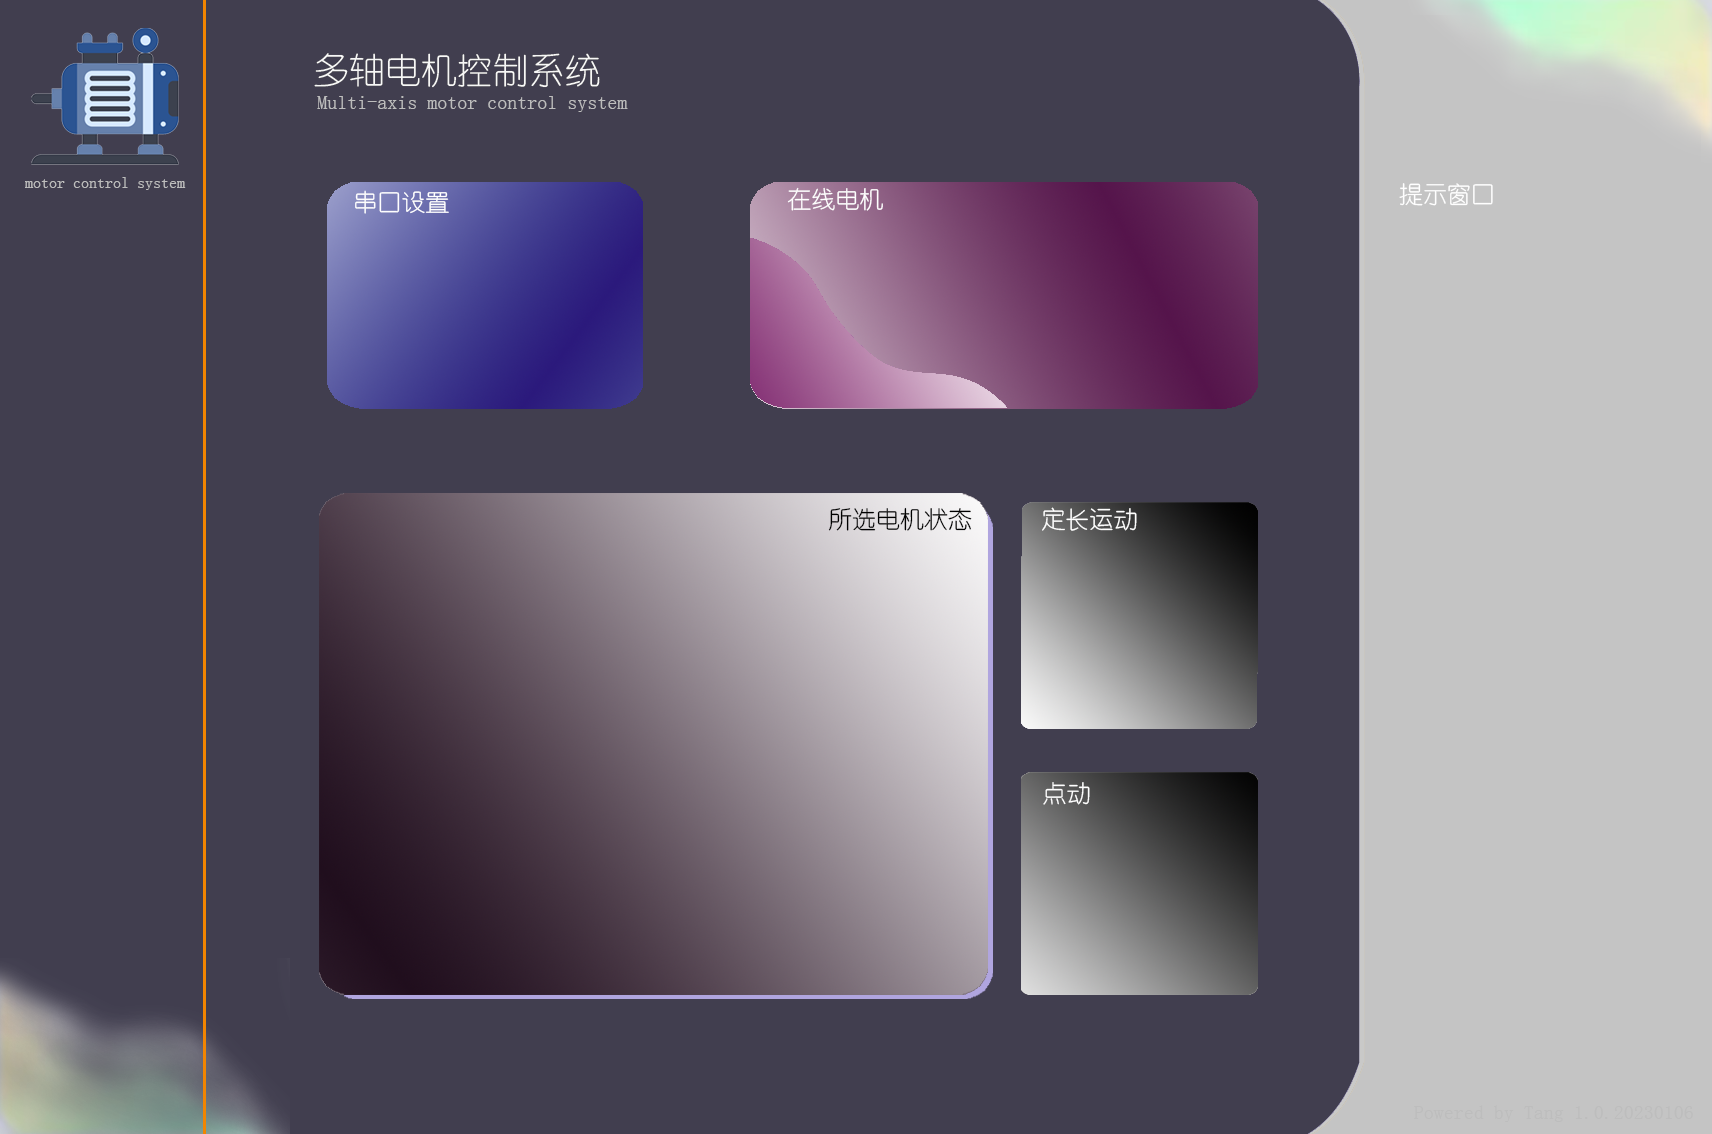 motor control system
多轴电机控制系统
Multi-axis motor control system
串口设置
在线电机
提示窗口
所选电机状态
定长运动
点动
Powered by Tang 1.0.20230106